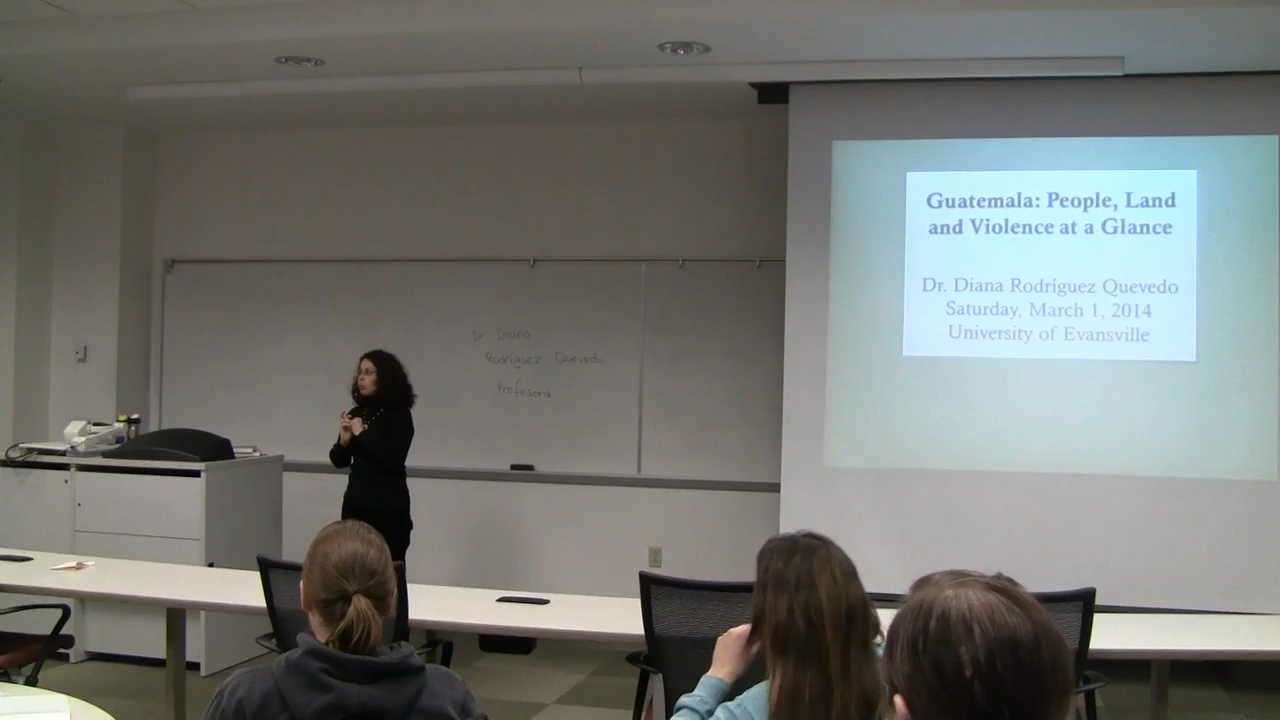 Dr. Diana
Rodriguez Quevedo
Profesora
Guatemala: People, Land
and Violence at a Glance
Dr. Diana Rodríguez Quevedo
Saturday, March 1, 2014
University of Evansville